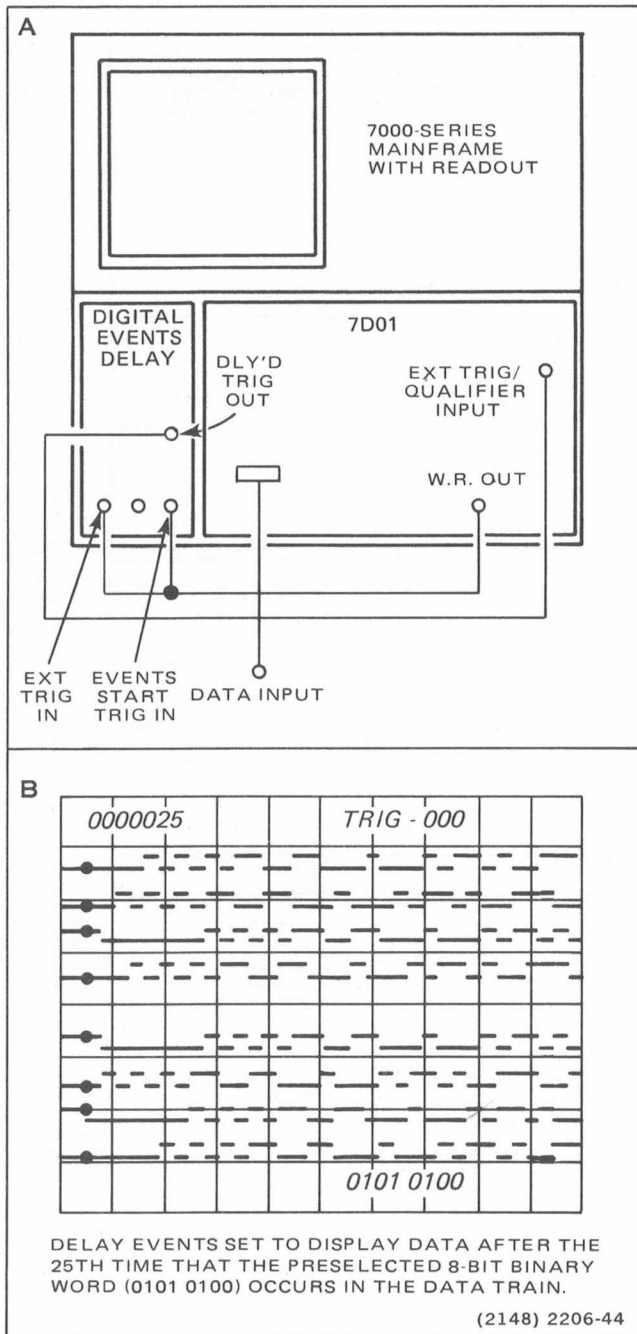 A
7000-SERIES
MAINFRAME
WITH READOUT
DIGITAL
EVENTS
DELAY
7D01
DLY'D
TRIG
OUT
EXT TRIG/
QUALIFIER
INPUT
W.R. OUT
EXT
TRIG
IN
EVENTS
START
TRIG IN
DATA INPUT
B
0000025 TRIG - 000
0101 0100
DELAY EVENTS SET TO DISPLAY DATA AFTER THE
25TH TIME THAT THE PRESELECTED 8-BIT BINARY
WORD (0101 0100) OCCURS IN THE DATA TRAIN.
(2148) 2206-44